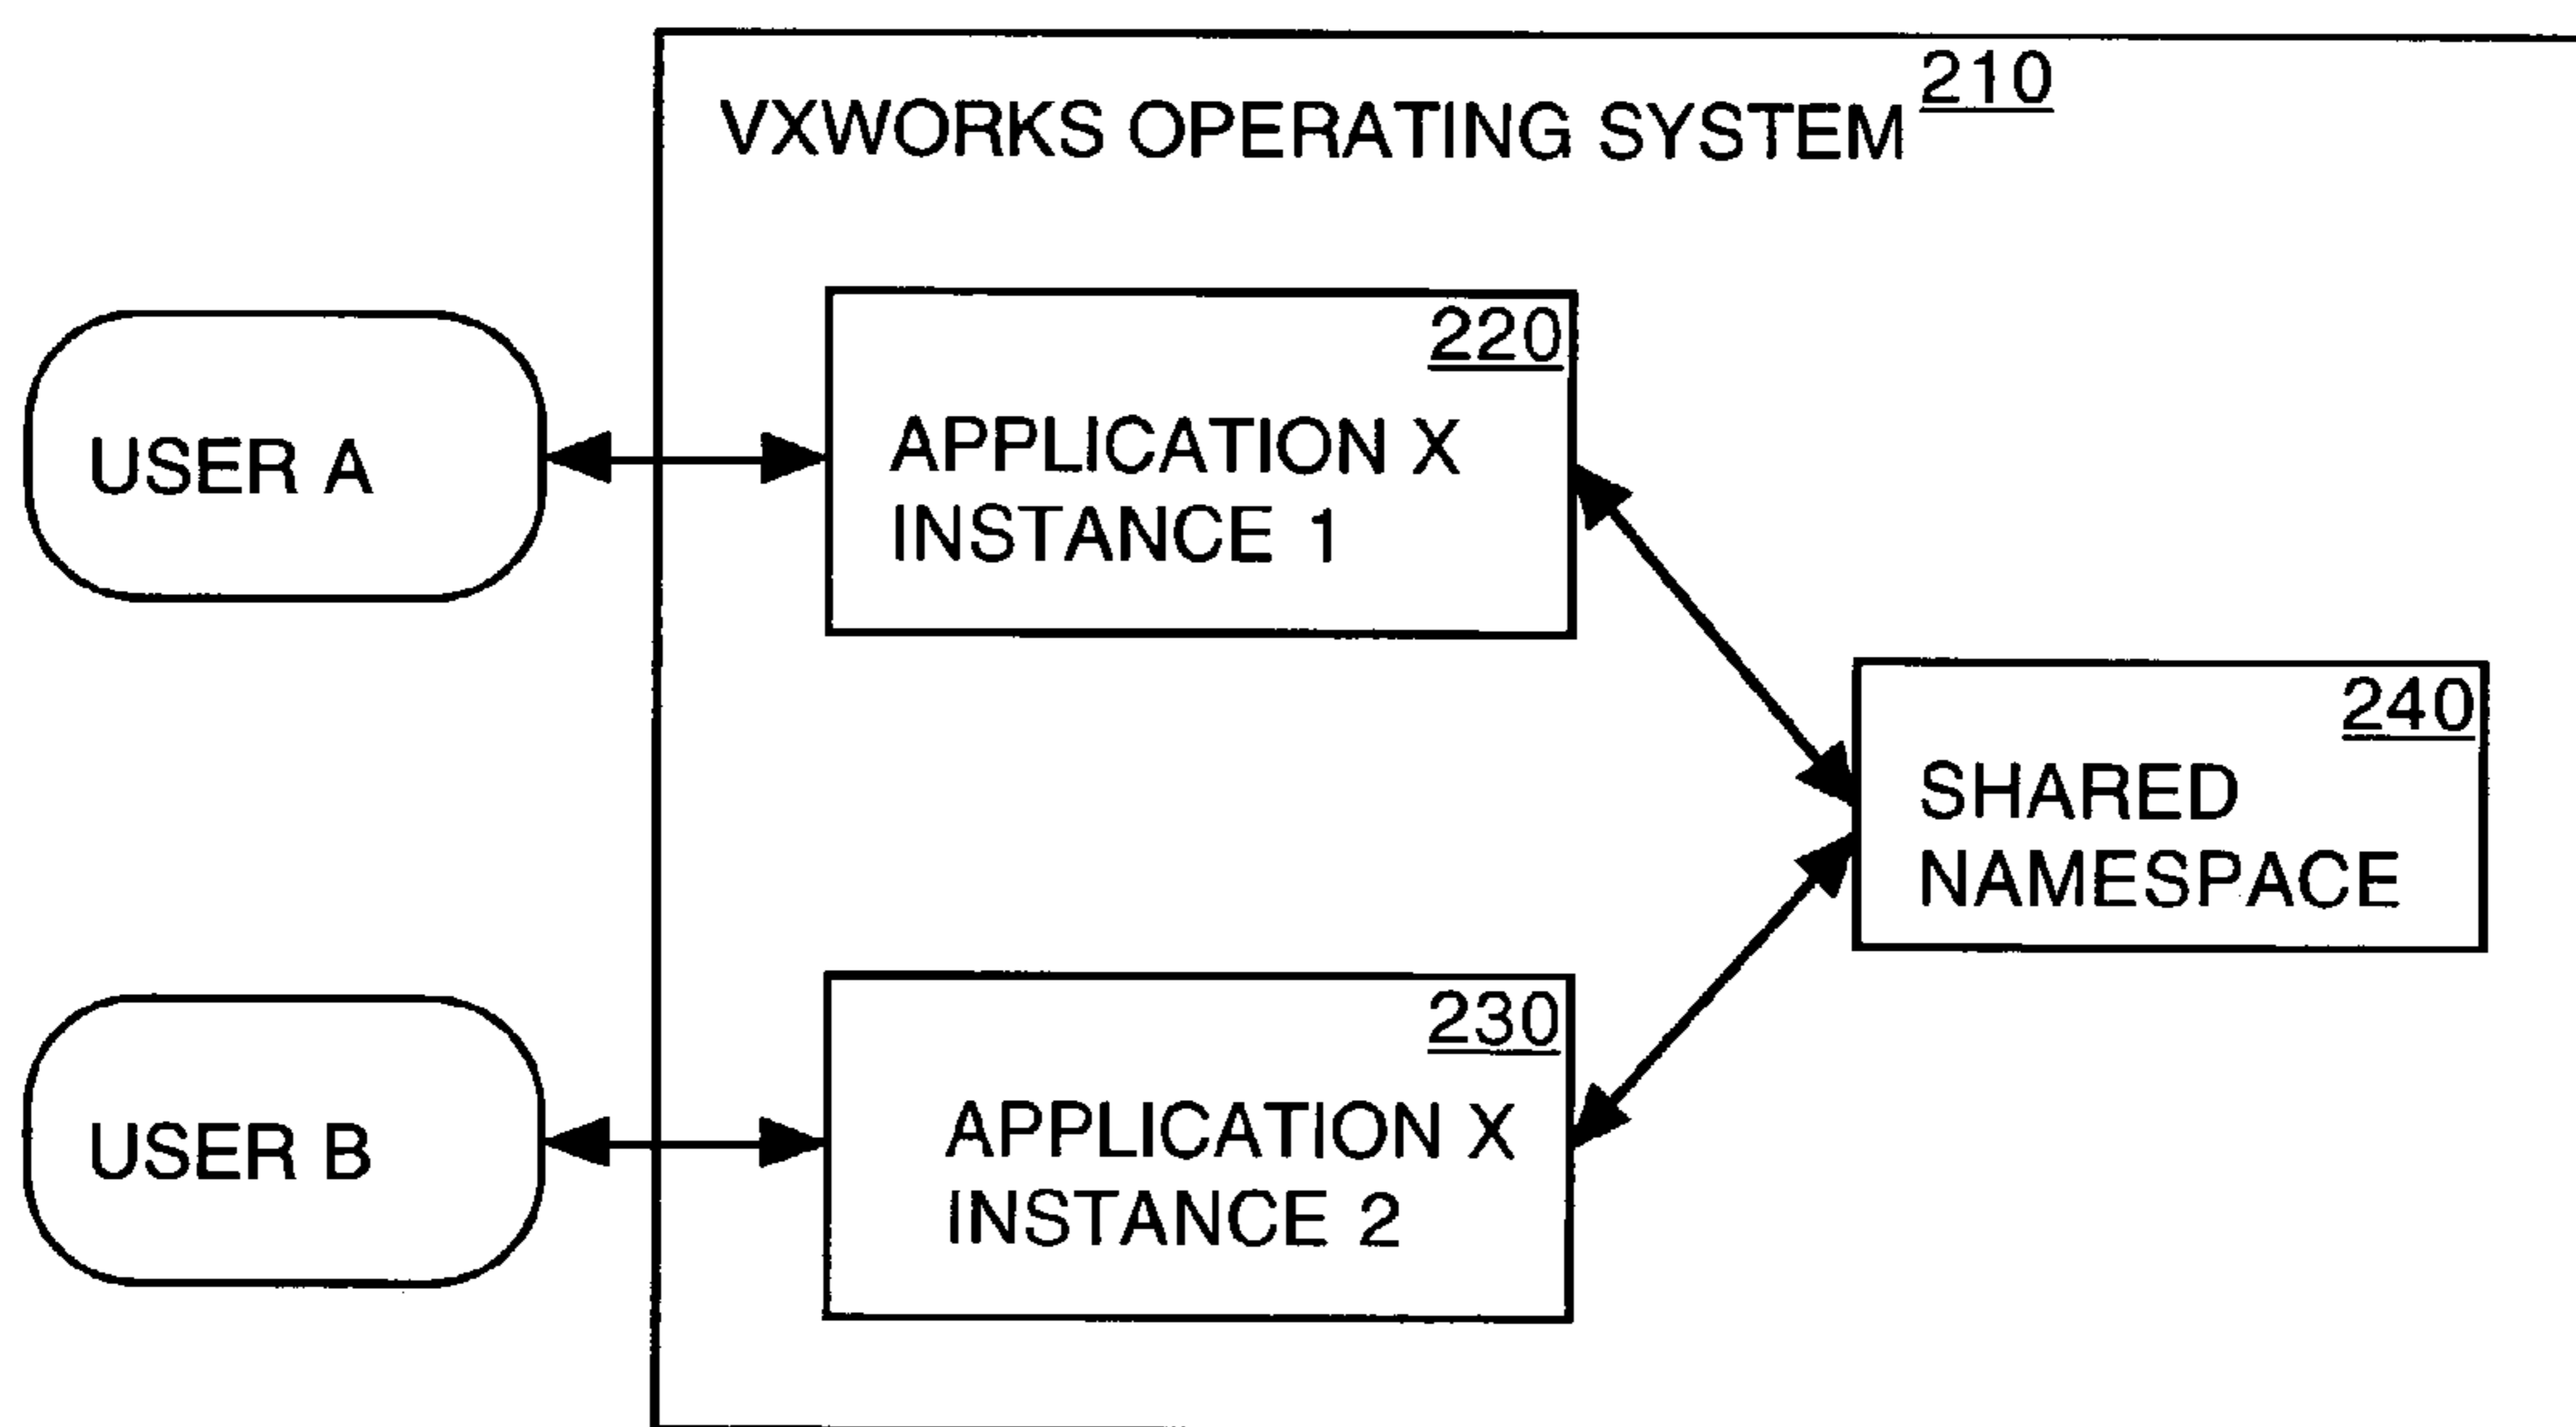 VXWORKS OPERATING SYSTEM 210
220
USER A
APPLICATION X
INSTANCE 1
240
SHARED
NAMESPACE
230
USER B
APPLICATION X
INSTANCE 2